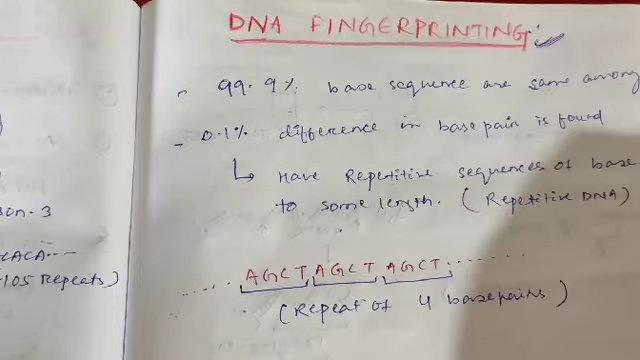 DNA FINGERPRINTING:
99.9% base sequence are same among
0.1% difference in base pair is found
↳ Have Repetitive sequences of base
to some length. (Repetitive DNA)
..... AGCT AGCT AGCT.......
(Repeat of 4 basepairs)
son-3
CACA----
105 Repeats)